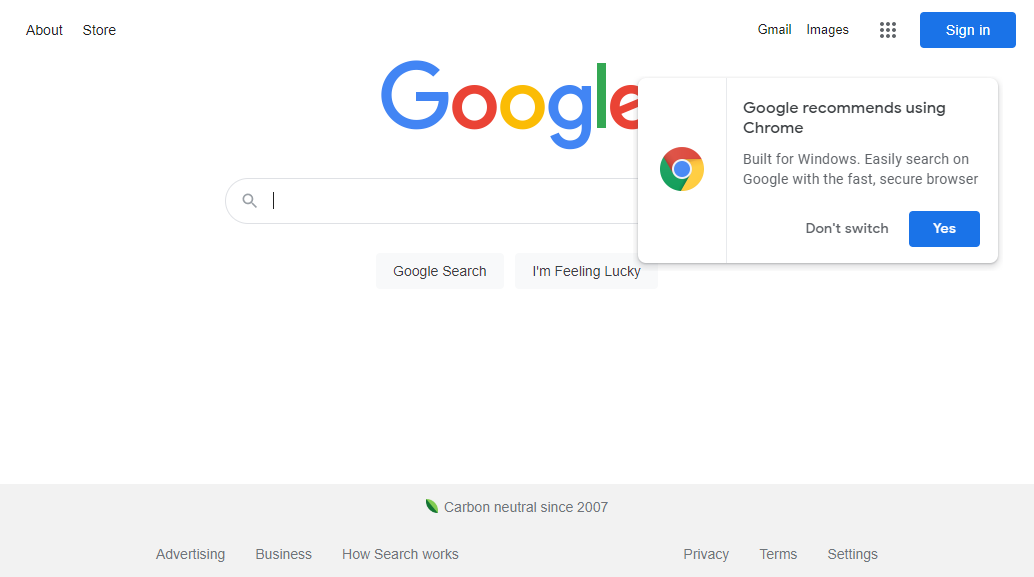 About Store
Gmail Images
Sign in
Google
Google recommends using
Chrome
Built for Windows. Easily search on
Google with the fast, secure browser
Don't switch
Yes
Google Search
I'm Feeling Lucky
Carbon neutral since 2007
Advertising Business How Search works
Privacy Terms Settings